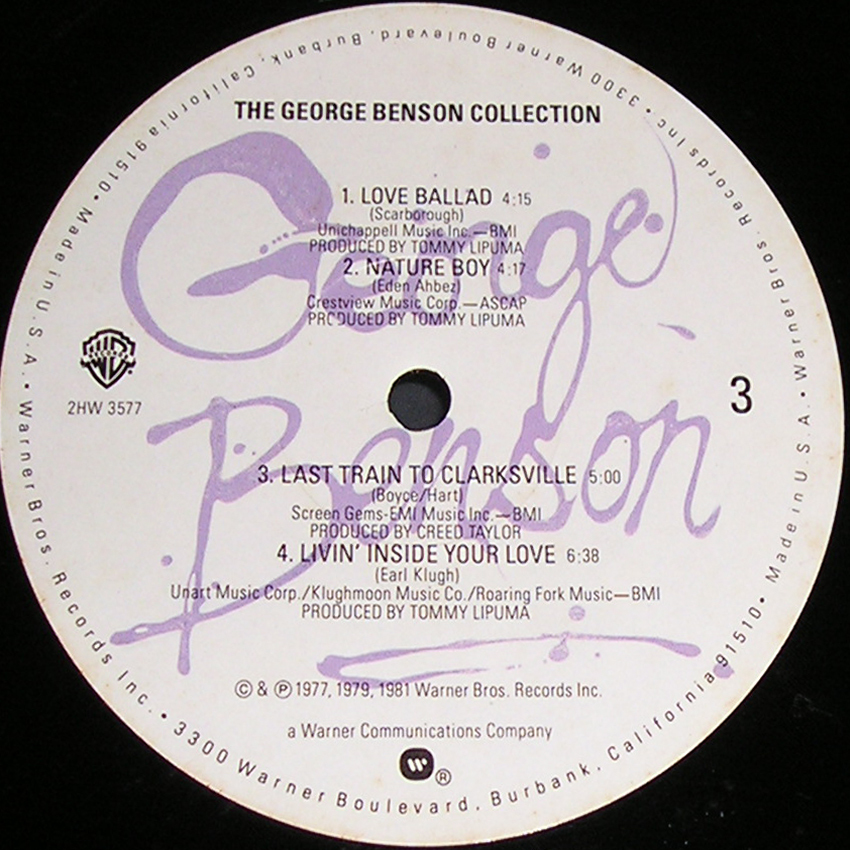 THE GEORGE BENSON COLLECTION
George
Benson
1. LOVE BALLAD 4:15
(Scarborough)
Unichappell Music Inc.—BMI
PRODUCED BY TOMMY LIPUMA
2. NATURE BOY 4:17
(Eden Ahbez)
Crestview Music Corp.—ASCAP
PRODUCED BY TOMMY LIPUMA
WB
RECORDS
2HW 3577
3
3. LAST TRAIN TO CLARKSVILLE 5:00
(Boyce/Hart)
Screen Gems-EMI Music Inc.—BMI
PRODUCED BY CREED TAYLOR
4. LIVIN' INSIDE YOUR LOVE 6:38
(Earl Klugh)
Unart Music Corp./Klughmoon Music Co./Roaring Fork Music—BMI
PRODUCED BY TOMMY LIPUMA
© & ℗ 1977, 1979, 1981 Warner Bros. Records Inc.
a Warner Communications Company
®
Warner Bros. Records Inc. • 3300 Warner Boulevard, Burbank, California 91510 • Made in U.S.A. • Warner Bros. Records Inc. • 3300 Warner Boulevard, Burbank, California 91510 • Made in U.S.A. •